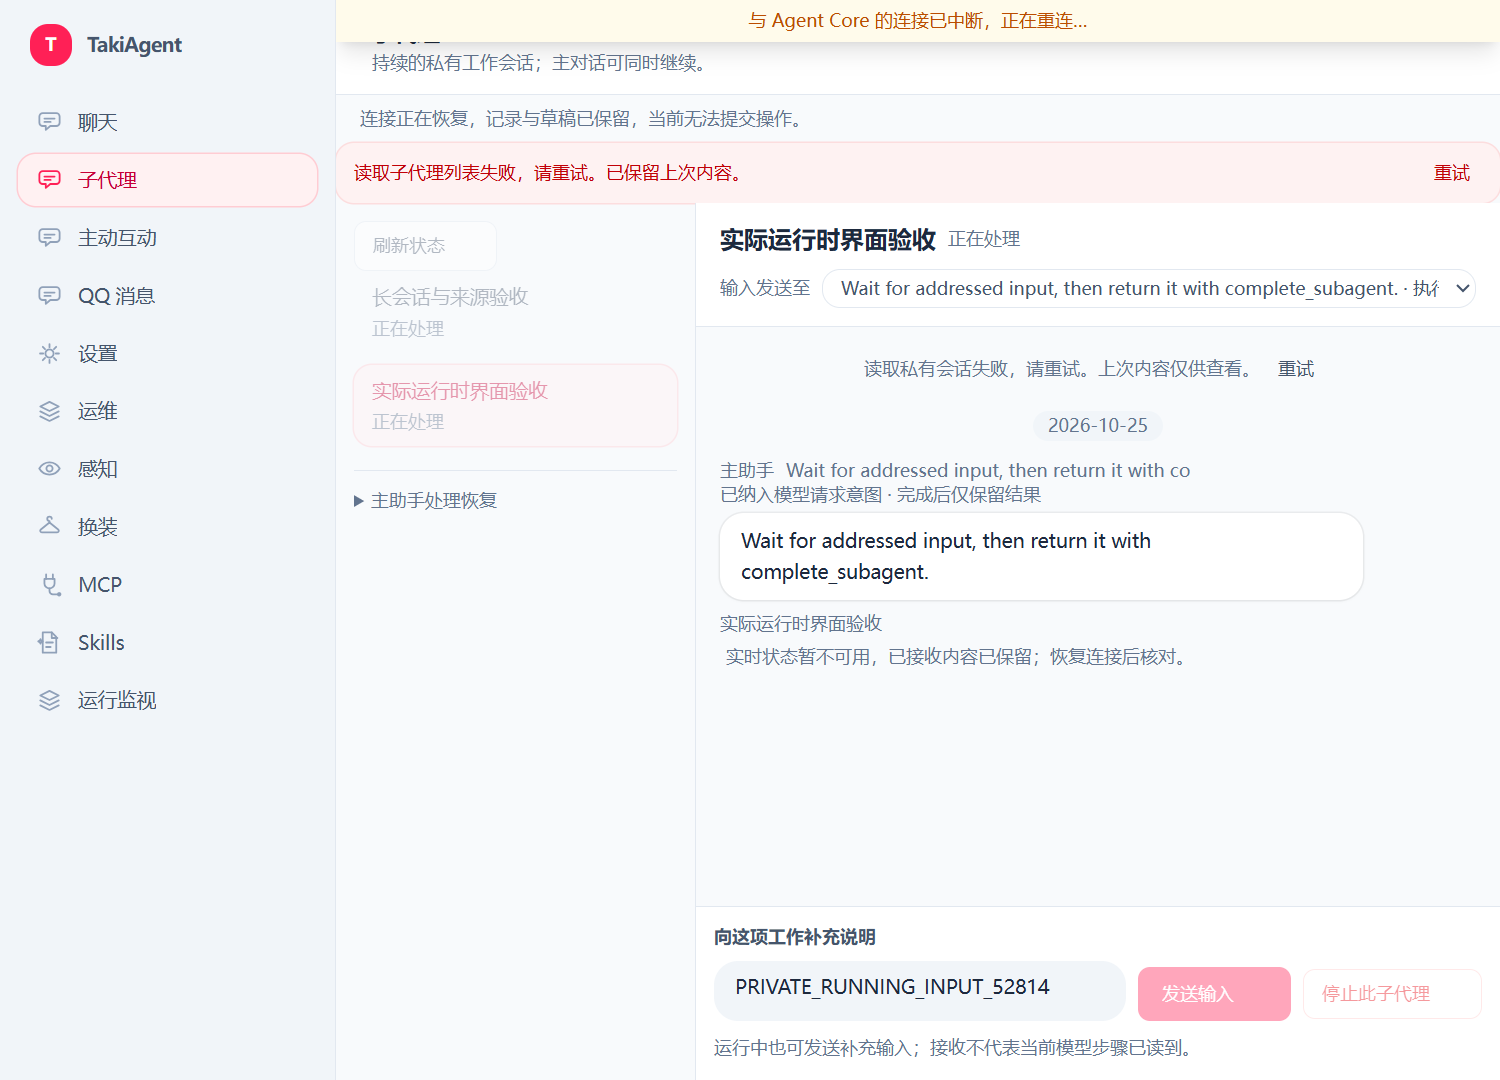 T TakiAgent
聊天
子代理
主动互动
QQ 消息
设置
运维
感知
换装
MCP
Skills
运行监视
与 Agent Core 的连接已中断，正在重连...
持续的私有工作会话；主对话可同时继续。
连接正在恢复，记录与草稿已保留，当前无法提交操作。
读取子代理列表失败，请重试。已保留上次内容。 重试
刷新状态
长会话与来源验收
正在处理
实际运行时界面验收
正在处理
▶ 主助手处理恢复
实际运行时界面验收 正在处理
输入发送至 Wait for addressed input, then return it with complete_subagent. · 执行
读取私有会话失败，请重试。上次内容仅供查看。 重试
2026-10-25
主助手 Wait for addressed input, then return it with co
已纳入模型请求意图 · 完成后仅保留结果
Wait for addressed input, then return it with
complete_subagent.
实际运行时界面验收
实时状态暂不可用，已接收内容已保留；恢复连接后核对。
向这项工作补充说明
PRIVATE_RUNNING_INPUT_52814
发送输入
停止此子代理
运行中也可发送补充输入；接收不代表当前模型步骤已读到。